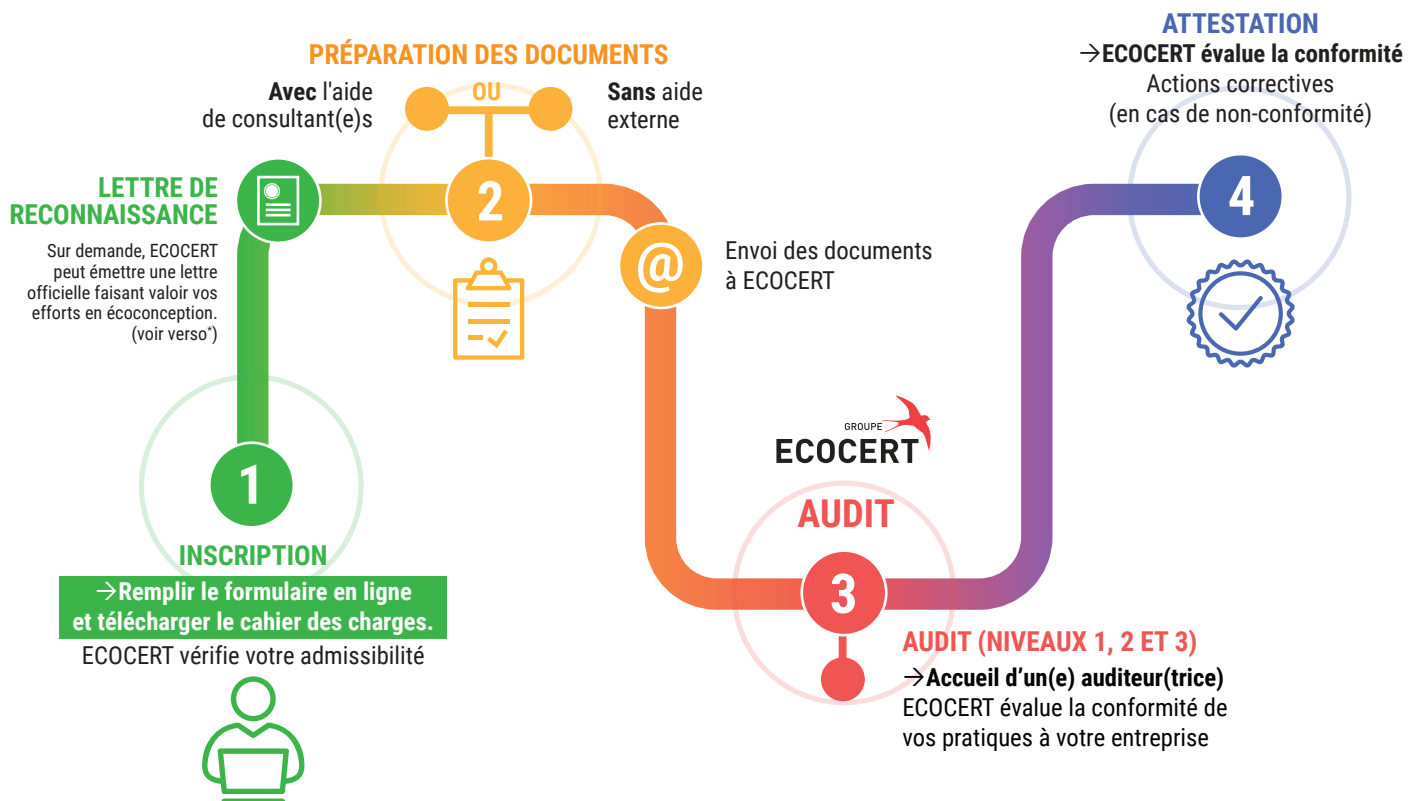 1
INSCRIPTION
→Remplir le formulaire en ligne
et télécharger le cahier des charges.
ECOCERT vérifie votre admissibilité
LETTRE DE
RECONNAISSANCE
Sur demande, ECOCERT
peut émettre une lettre
officielle faisant valoir vos
efforts en écoconception.
(voir verso*)
PRÉPARATION DES DOCUMENTS
Avec l'aide
de consultant(e)s
OU
Sans aide
externe
2
@
Envoi des documents
à ECOCERT
GROUPE
ECOCERT
AUDIT
3
AUDIT (NIVEAUX 1, 2 ET 3)
→Accueil d’un(e) auditeur(trice)
ECOCERT évalue la conformité de
vos pratiques à votre entreprise
ATTESTATION
→ECOCERT évalue la conformité
Actions correctives
(en cas de non-conformité)
4